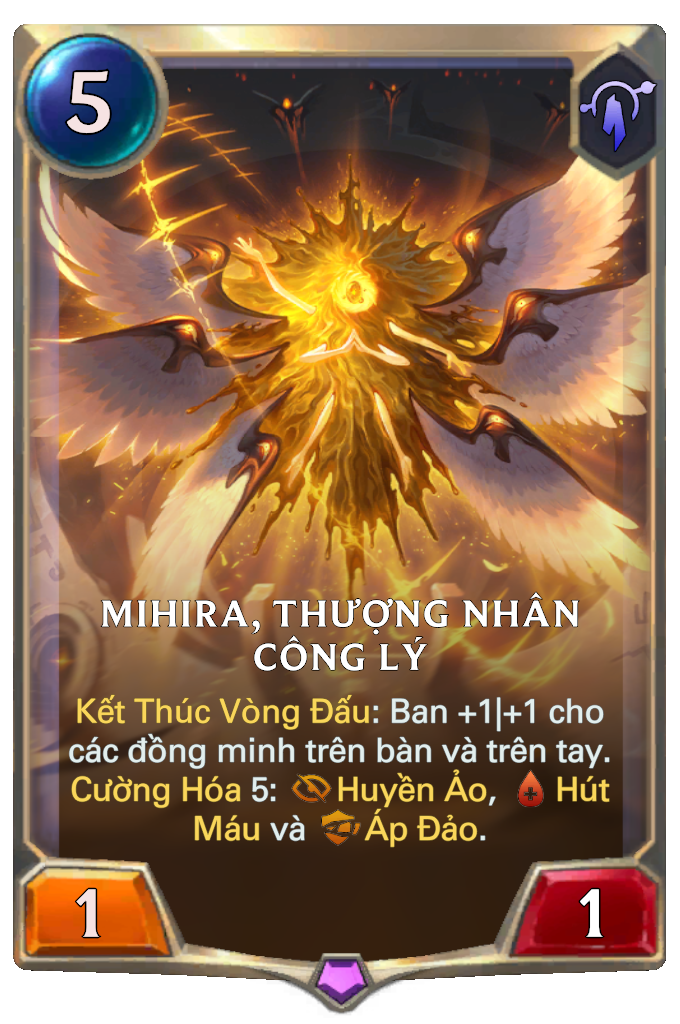 5
MIHIRA, THƯỢNG NHÂN
CÔNG LÝ
Kết Thúc Vòng Đấu: Ban +1|+1 cho
các đồng minh trên bàn và trên tay.
Cường Hóa 5: Huyền Ảo, Hút
Máu và Áp Đảo.
1
1